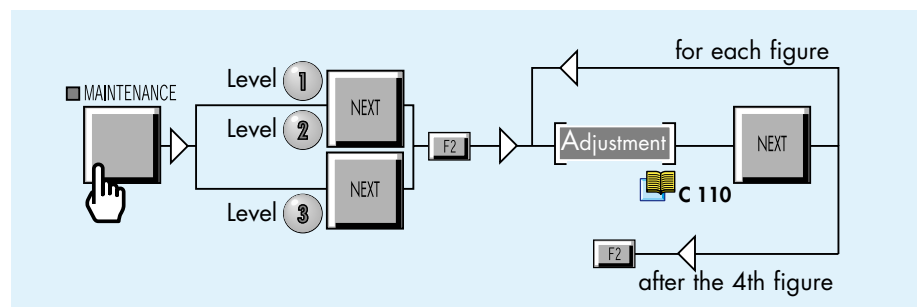 for each figure
MAINTENANCE
Level 1
NEXT
Level 2
F2
Adjustment
NEXT
NEXT
C 110
Level 3
F2
after the 4th figure